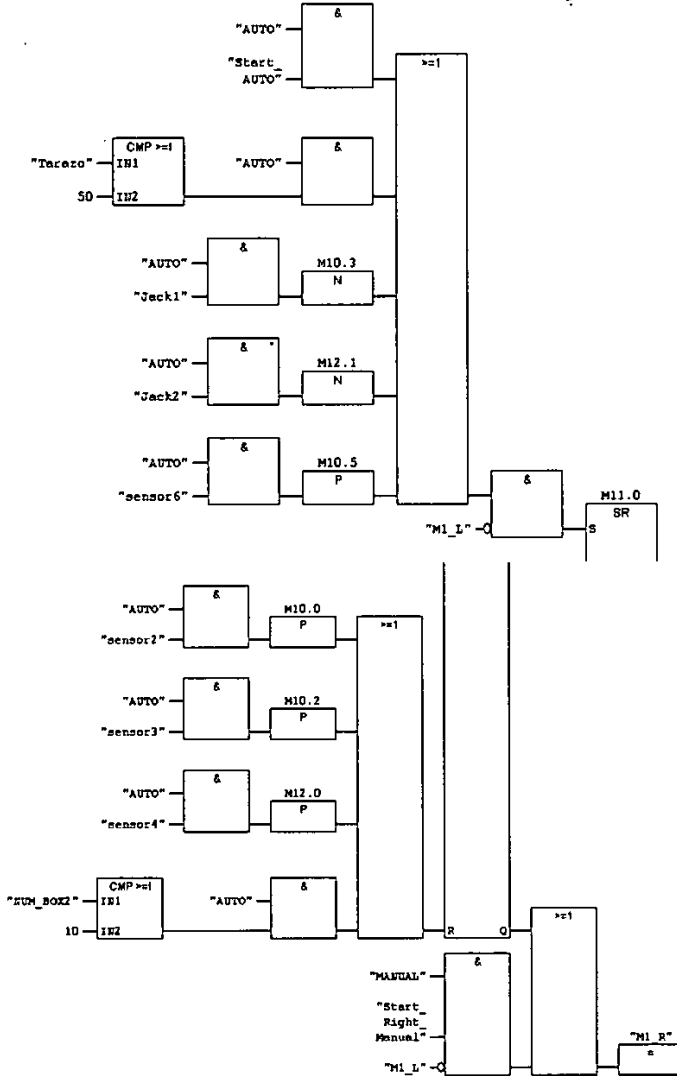 &
"AUTO"
"Start_
AUTO"
>=1
CMP >=I
"Tarazo" IN1
50 IN2
&
"AUTO"
&
"AUTO"
"Jack1"
M10.3
N
&
"AUTO"
"Jack2"
M12.1
N
&
"AUTO"
"sensor6"
M10.5
P
&
"M1_L"
M11.0
SR
S
&
"AUTO"
"sensor2"
M10.0
P
>=1
&
"AUTO"
"sensor3"
M10.2
P
&
"AUTO"
"sensor4"
M12.0
P
CMP >=I
"NUM_BOX2" IN1
10 IN2
&
"AUTO"
R Q
>=1
&
"MANUAL"
"Start_
Right_
Manual"
"M1_L"
"M1_R"
=